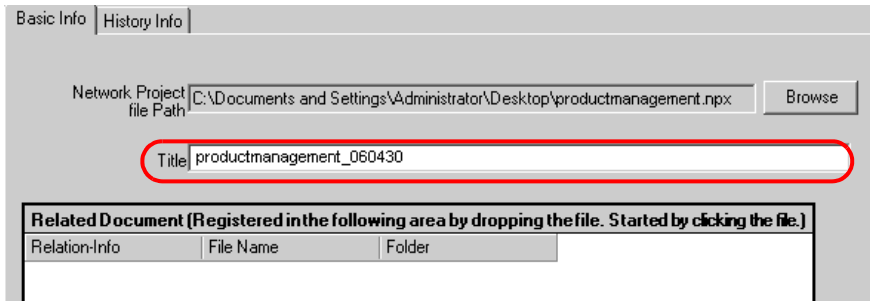 Basic Info History Info
Network Project
file Path C:\Documents and Settings\Administrator\Desktop\productmanagement.npx Browse
Title productmanagement_060430
Related Document (Registered in the following area by dropping the file. Started by clicking the file.)
Relation-Info File Name Folder